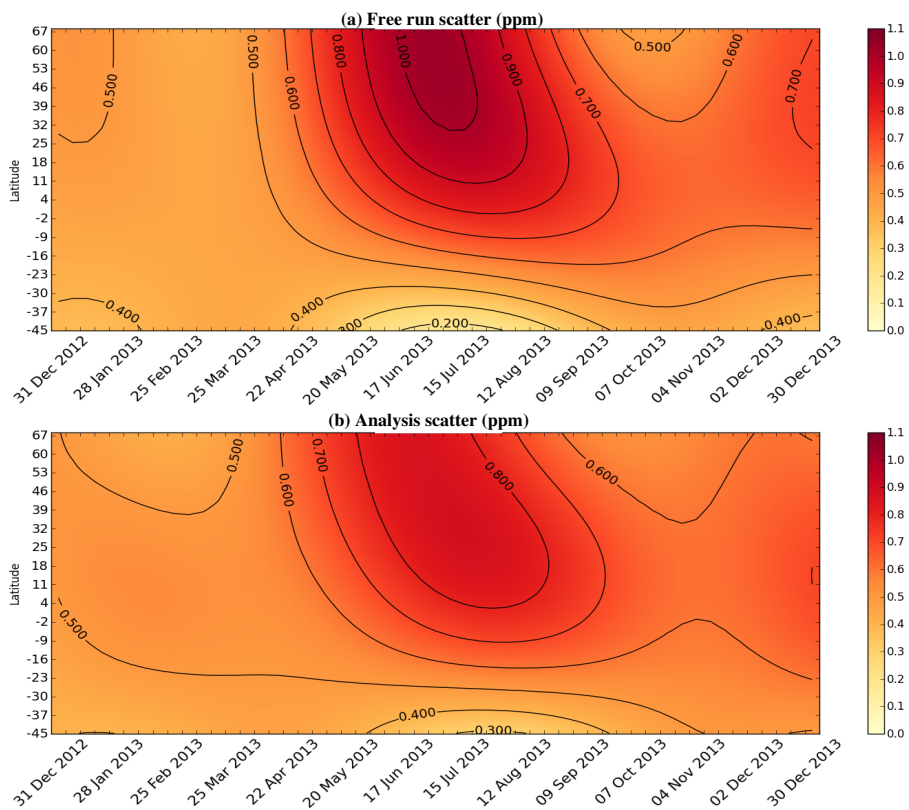 (a) Free run scatter (ppm)
67
60
53
46
39
32
25
18
11
4
-2
-9
-16
-23
-30
-37
-45
Latitude
0.500
0.500
0.600
0.800
1.000
0.900
0.700
0.500
0.600
0.700
0.400
0.400
0.200
0.400
31 Dec 2012
28 Jan 2013
25 Feb 2013
25 Mar 2013
22 Apr 2013
20 May 2013
17 Jun 2013
15 Jul 2013
12 Aug 2013
09 Sep 2013
07 Oct 2013
04 Nov 2013
02 Dec 2013
30 Dec 2013
1.1
1.0
0.9
0.8
0.7
0.6
0.5
0.4
0.3
0.2
0.1
0.0
(b) Analysis scatter (ppm)
67
60
53
46
39
32
25
18
11
4
-2
-9
-16
-23
-30
-37
-45
Latitude
0.500
0.600
0.700
0.800
0.600
0.500
0.400
0.300
31 Dec 2012
28 Jan 2013
25 Feb 2013
25 Mar 2013
22 Apr 2013
20 May 2013
17 Jun 2013
15 Jul 2013
12 Aug 2013
09 Sep 2013
07 Oct 2013
04 Nov 2013
02 Dec 2013
30 Dec 2013
1.1
1.0
0.9
0.8
0.7
0.6
0.5
0.4
0.3
0.2
0.1
0.0